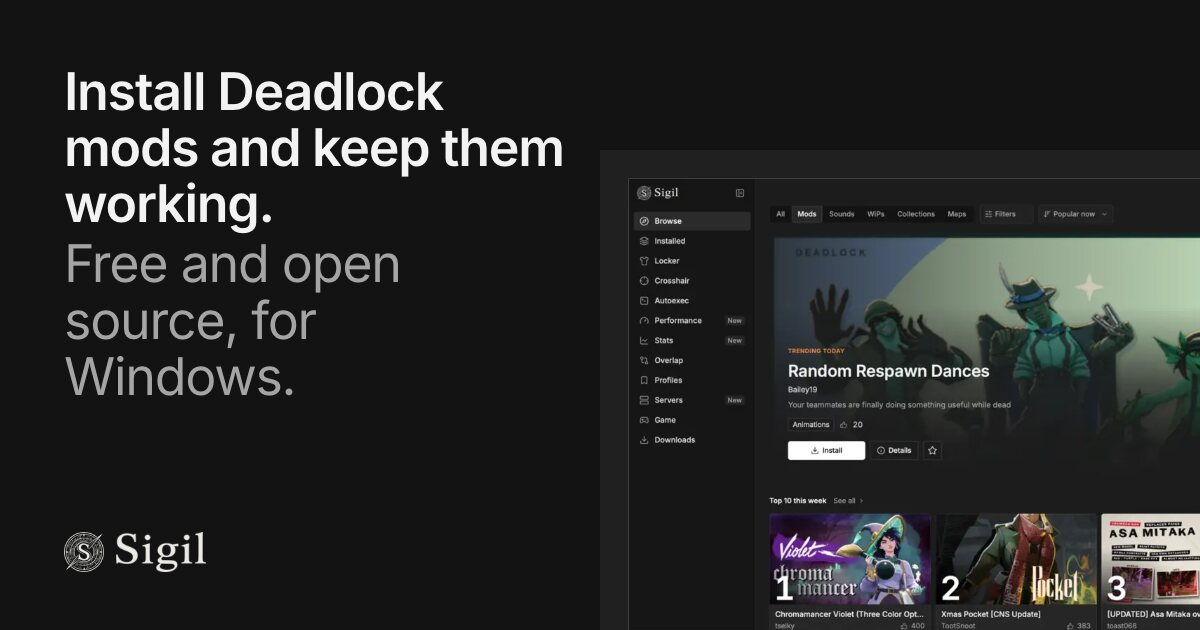 Install Deadlock
mods and keep them
working.
Free and open
source, for
Windows.
S Sigil
S Sigil
Browse
Installed
Locker
Crosshair
Autoexec
Performance New
Stats New
Overlap
Profiles
Servers New
Game
Downloads
All Mods Sounds WiPs Collections Maps Filters Popular now
DEADLOCK
TRENDING TODAY
Random Respawn Dances
Bailey19
Your teammates are finally doing something useful while dead
Animations 20
Install Details
Top 10 this week See all
Violet
chroma
mancer
1
Chromamancer Violet (Three Color Opt...
tseiky 400
Pocket
2
Xmas Pocket [CNS Update]
TootSnoot 383
ASA MITAKA
3
[UPDATED] Asa Mitaka ov
toast068